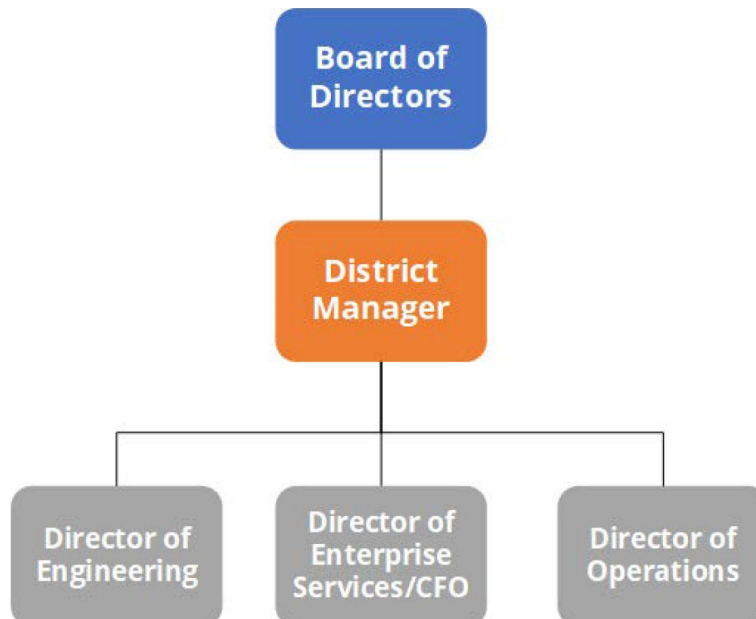 Board of
Directors
District
Manager
Director of
Engineering
Director of
Enterprise
Services/CFO
Director of
Operations